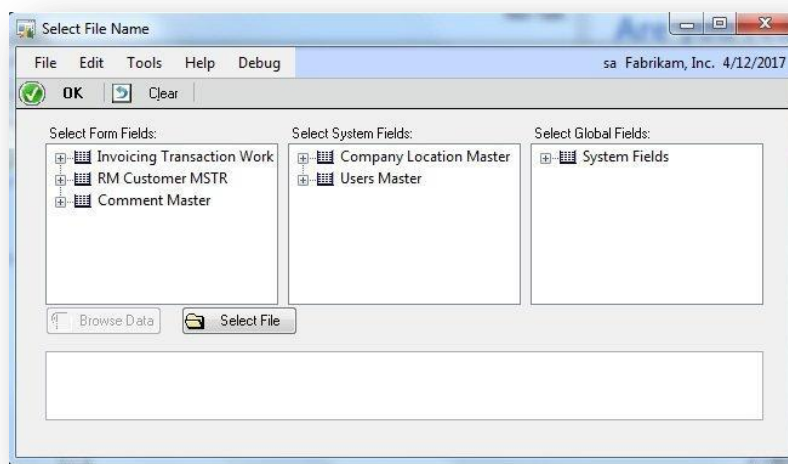 Select File Name
File Edit Tools Help Debug sa Fabrikam, Inc. 4/12/2017
OK Clear
Select Form Fields: Select System Fields: Select Global Fields:
Invoicing Transaction Work Company Location Master System Fields
RM Customer MSTR Users Master
Comment Master
Browse Data Select File